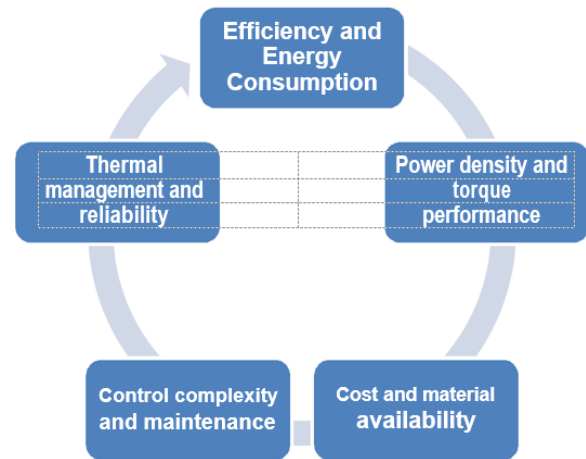 Efficiency and
Energy
Consumption
Thermal
management and
reliability
Power density and
torque
performance
Control complexity
and maintenance
Cost and material
availability